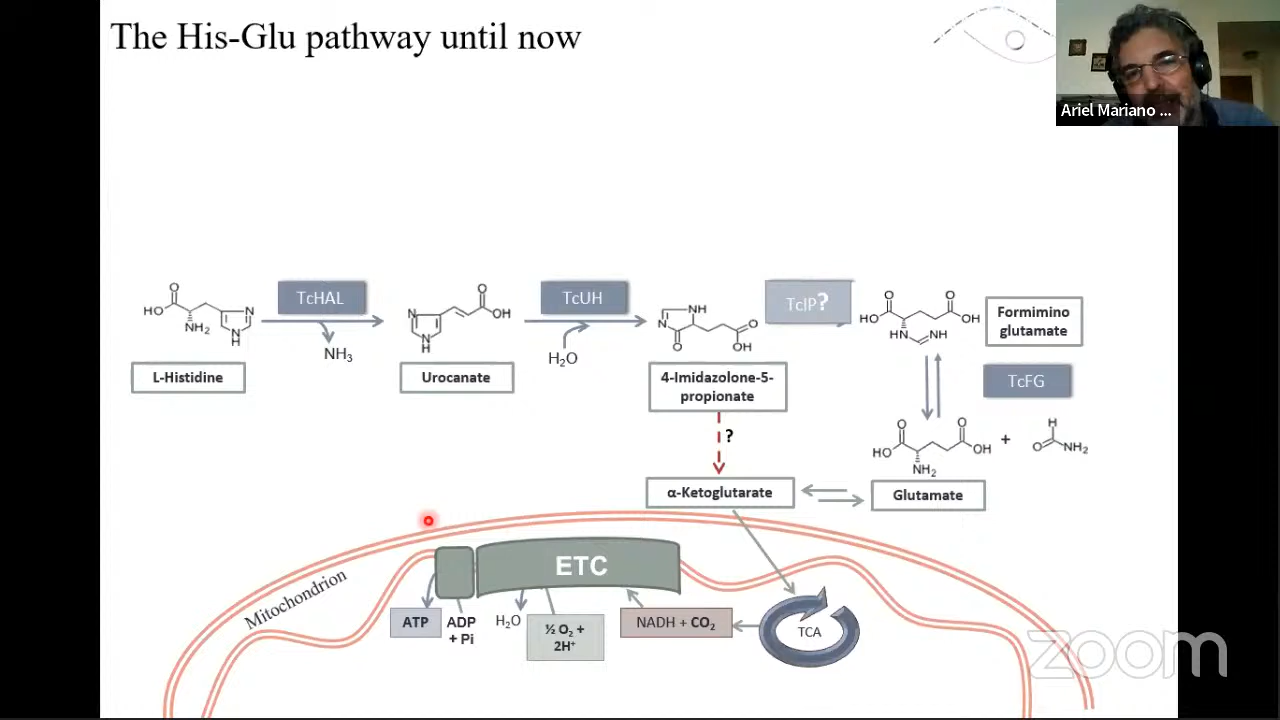 The His-Glu pathway until now
Ariel Mariano ...
TcHAL
TcUH
TcIP?
O
HO
NH₂
N
N
H
NH₃
L-Histidine
N
N
H
O
OH
Urocanate
H₂O
NH
N
O
O
OH
4-Imidazolone-5-
propionate
O
O
HO
OH
HN
NH
Formimino
glutamate
TcFG
?
O
O
HO
OH
NH₂
+
H
O
NH₂
α-Ketoglutarate
Glutamate
Mitochondrion
ETC
ATP
ADP
+ Pi
H₂O
½ O₂ +
2H⁺
NADH + CO₂
TCA
zoom